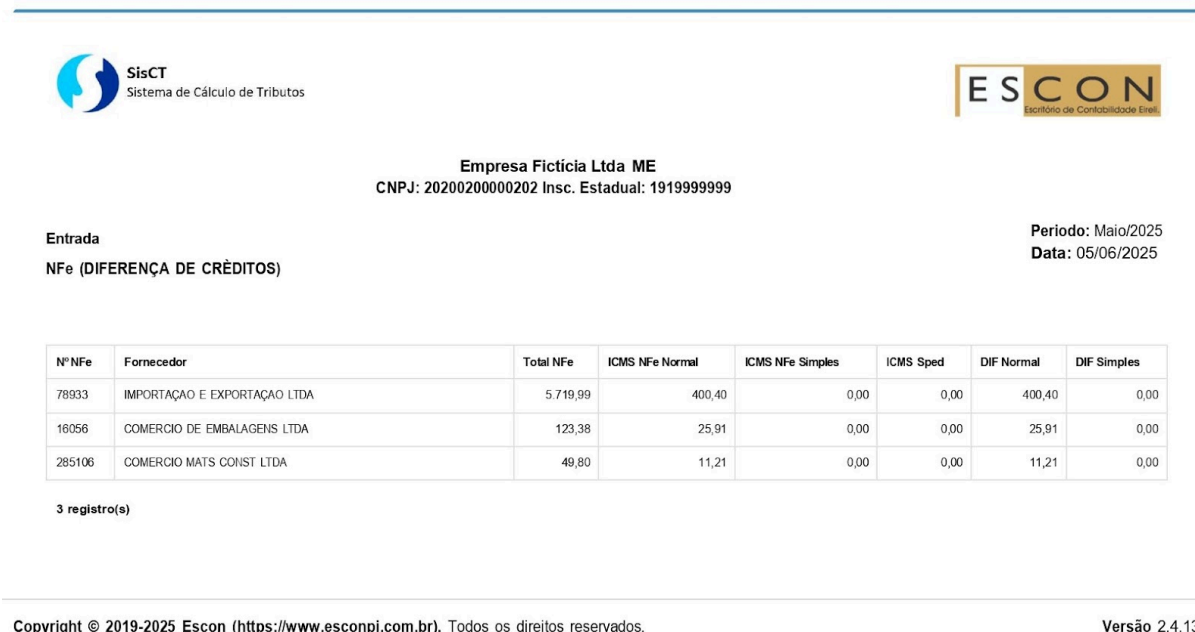 SisCT
Sistema de Cálculo de Tributos
ESCON
Escritório de Contabilidade Eireli.
Empresa Fictícia Ltda ME
CNPJ: 20200200000202 Insc. Estadual: 1919999999
Entrada
Periodo: Maio/2025
NFe (DIFERENÇA DE CRÈDITOS)
Data: 05/06/2025
Nº NFe Fornecedor Total NFe ICMS NFe Normal ICMS NFe Simples ICMS Sped DIF Normal DIF Simples
78933 IMPORTAÇAO E EXPORTAÇAO LTDA 5.719,99 400,40 0,00 0,00 400,40 0,00
16056 COMERCIO DE EMBALAGENS LTDA 123,38 25,91 0,00 0,00 25,91 0,00
285106 COMERCIO MATS CONST LTDA 49,80 11,21 0,00 0,00 11,21 0,00
3 registro(s)
Copyright © 2019-2025 Escon (https://www.esconpi.com.br). Todos os direitos reservados. Versão 2.4.13